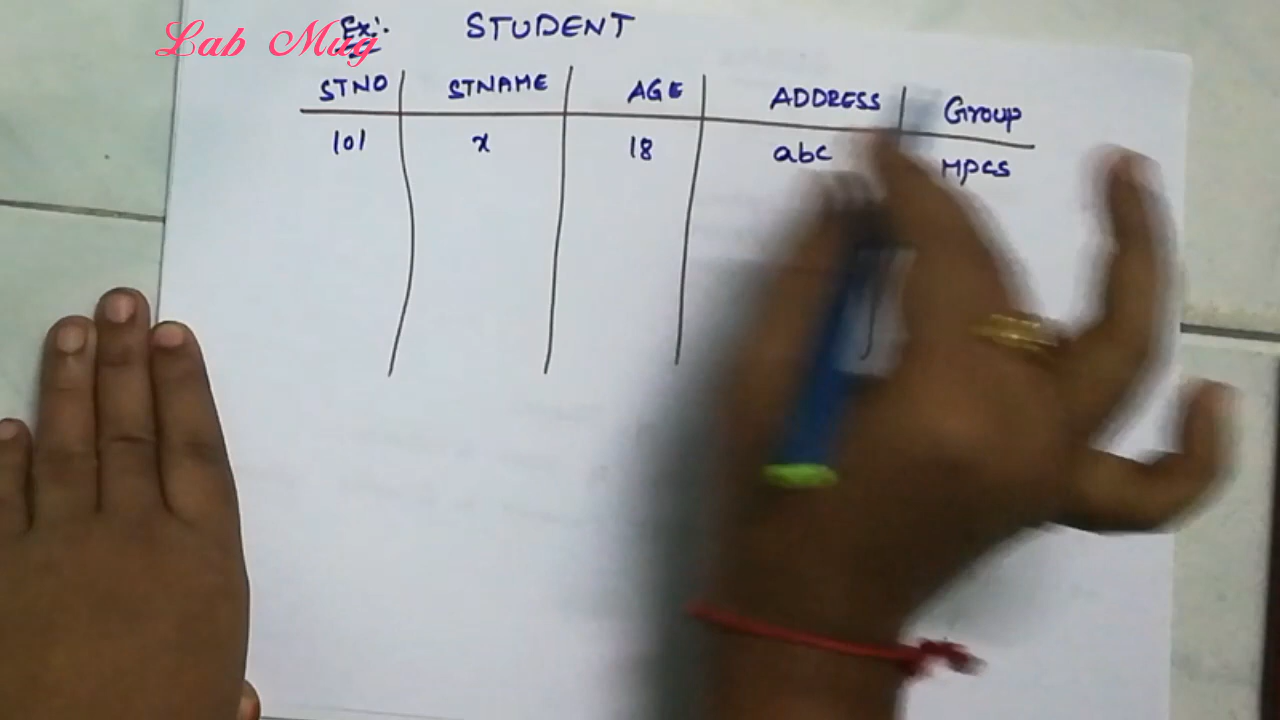 Lab Mug
Ex:-
STUDENT
STNO STNAME AGE ADDRESS Group
101 x 18 abc MPCS